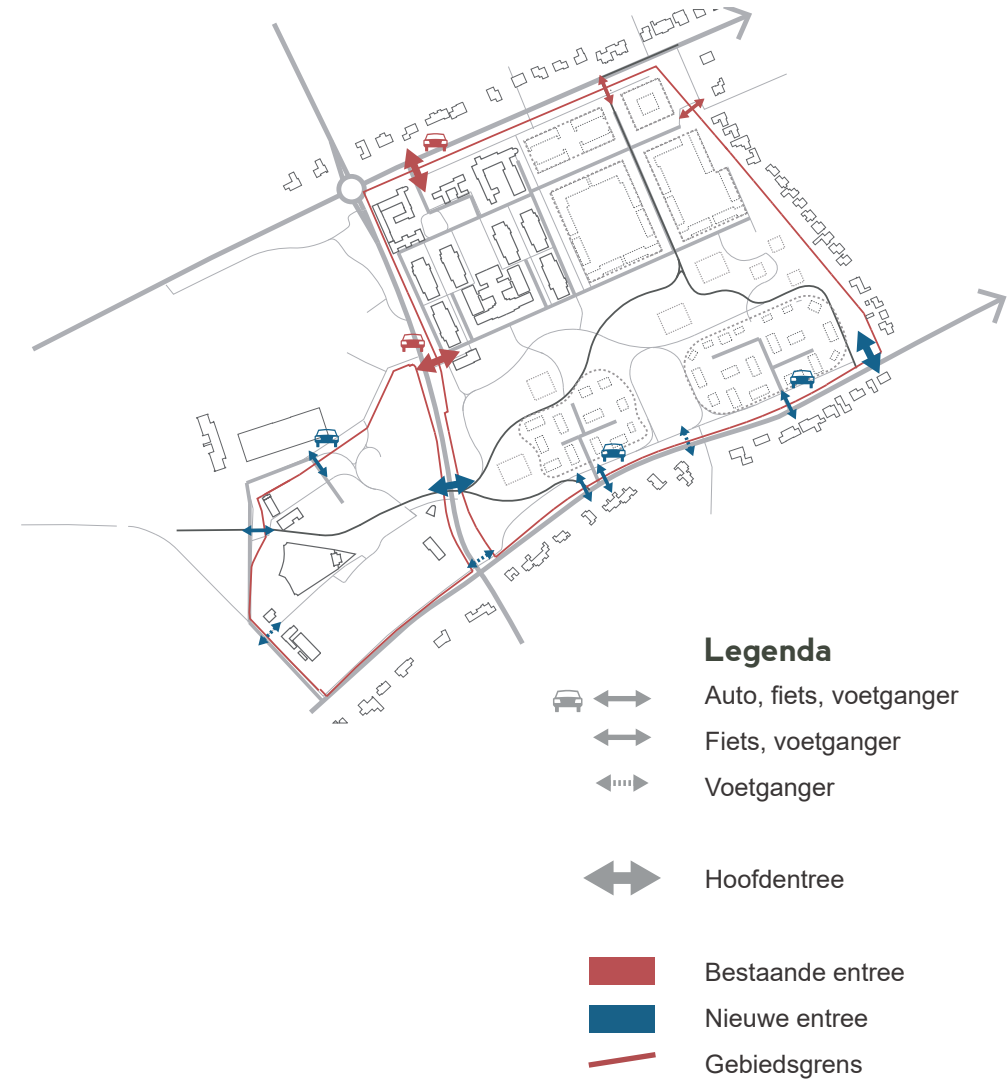 Legenda
Auto, fiets, voetganger
Fiets, voetganger
Voetganger
Hoofdentree
Bestaande entree
Nieuwe entree
Gebiedsgrens